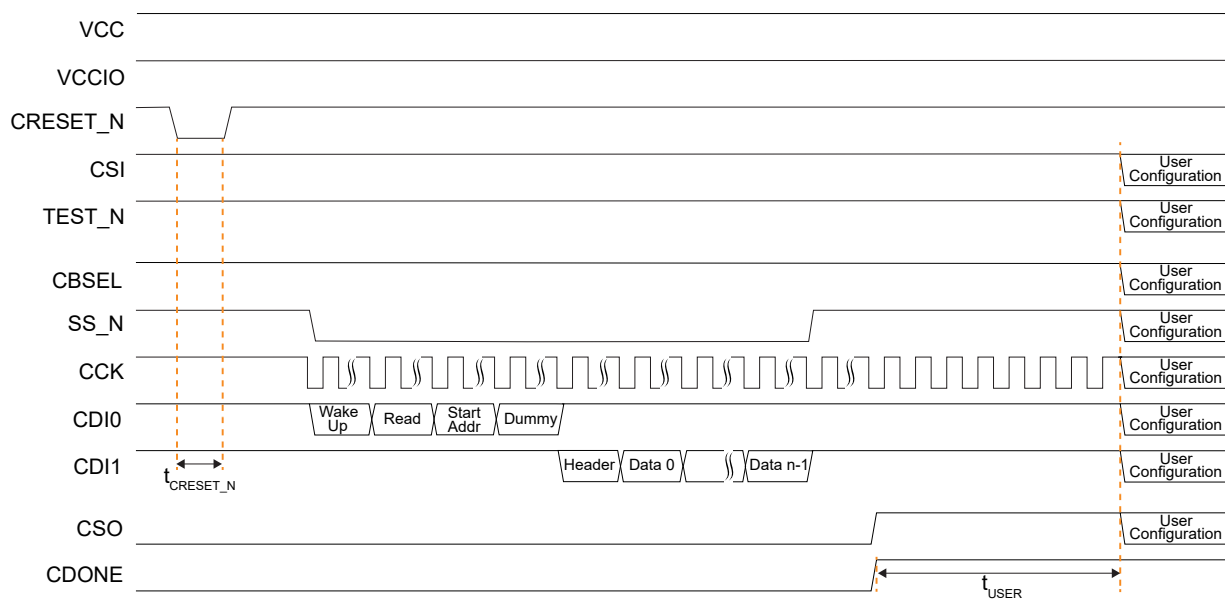 VCC
VCCIO
CRESET_N
CSI
User
Configuration
TEST_N
User
Configuration
CBSEL
User
Configuration
SS_N
User
Configuration
CCK
User
Configuration
CDI0
Wake
Up
Read
Start
Addr
Dummy
User
Configuration
CDI1
Header
Data 0
Data n-1
User
Configuration
tCRESET_N
CSO
User
Configuration
CDONE
tUSER